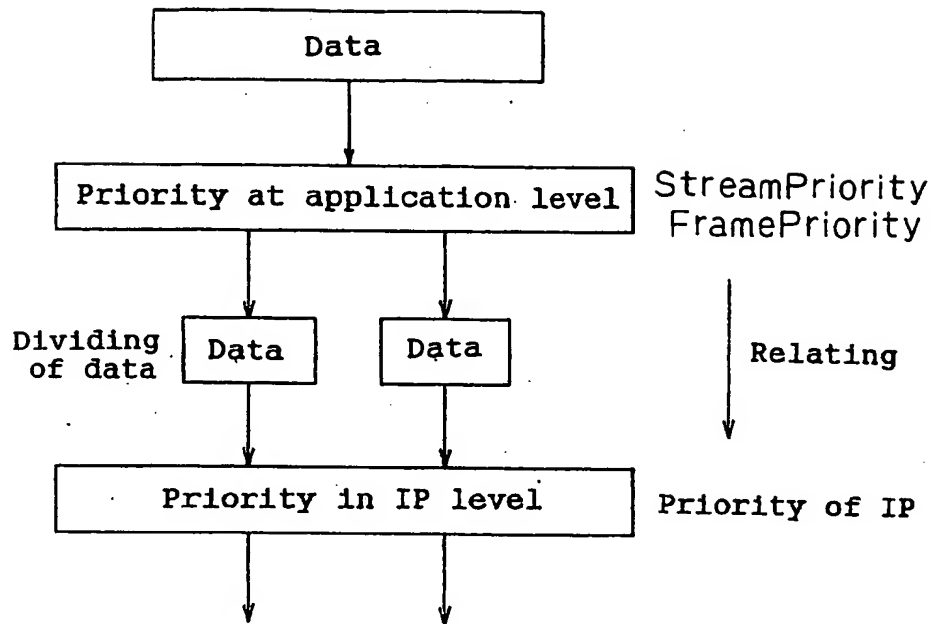 Data
Priority at application level
StreamPriority
FramePriority
Dividing
of data
Data
Data
Relating
Priority in IP level
Priority of IP